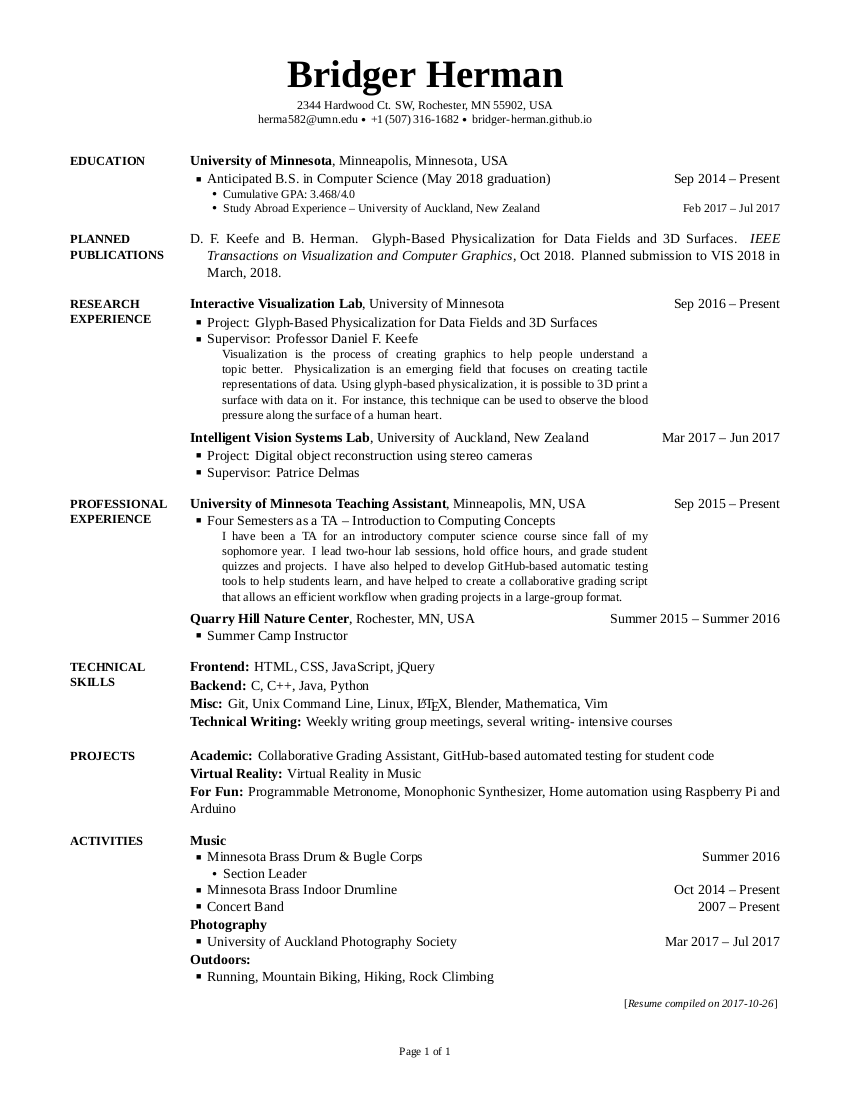 Bridger Herman
2344 Hardwood Ct. SW, Rochester, MN 55902, USA
herma582@umn.edu • +1 (507) 316-1682 • bridger-herman.github.io
EDUCATION
University of Minnesota, Minneapolis, Minnesota, USA
▪ Anticipated B.S. in Computer Science (May 2018 graduation) Sep 2014 – Present
• Cumulative GPA: 3.468/4.0
• Study Abroad Experience – University of Auckland, New Zealand Feb 2017 – Jul 2017
PLANNED
PUBLICATIONS
D. F. Keefe and B. Herman. Glyph-Based Physicalization for Data Fields and 3D Surfaces. IEEE
Transactions on Visualization and Computer Graphics, Oct 2018. Planned submission to VIS 2018 in
March, 2018.
RESEARCH
EXPERIENCE
Interactive Visualization Lab, University of Minnesota Sep 2016 – Present
▪ Project: Glyph-Based Physicalization for Data Fields and 3D Surfaces
▪ Supervisor: Professor Daniel F. Keefe
Visualization is the process of creating graphics to help people understand a
topic better. Physicalization is an emerging field that focuses on creating tactile
representations of data. Using glyph-based physicalization, it is possible to 3D print a
surface with data on it. For instance, this technique can be used to observe the blood
pressure along the surface of a human heart.
Intelligent Vision Systems Lab, University of Auckland, New Zealand Mar 2017 – Jun 2017
▪ Project: Digital object reconstruction using stereo cameras
▪ Supervisor: Patrice Delmas
PROFESSIONAL
EXPERIENCE
University of Minnesota Teaching Assistant, Minneapolis, MN, USA Sep 2015 – Present
▪ Four Semesters as a TA – Introduction to Computing Concepts
I have been a TA for an introductory computer science course since fall of my
sophomore year. I lead two-hour lab sessions, hold office hours, and grade student
quizzes and projects. I have also helped to develop GitHub-based automatic testing
tools to help students learn, and have helped to create a collaborative grading script
that allows an efficient workflow when grading projects in a large-group format.
Quarry Hill Nature Center, Rochester, MN, USA Summer 2015 – Summer 2016
▪ Summer Camp Instructor
TECHNICAL
SKILLS
Frontend: HTML, CSS, JavaScript, jQuery
Backend: C, C++, Java, Python
Misc: Git, Unix Command Line, Linux, LATEX, Blender, Mathematica, Vim
Technical Writing: Weekly writing group meetings, several writing- intensive courses
PROJECTS
Academic: Collaborative Grading Assistant, GitHub-based automated testing for student code
Virtual Reality: Virtual Reality in Music
For Fun: Programmable Metronome, Monophonic Synthesizer, Home automation using Raspberry Pi and
Arduino
ACTIVITIES
Music
▪ Minnesota Brass Drum & Bugle Corps Summer 2016
• Section Leader
▪ Minnesota Brass Indoor Drumline Oct 2014 – Present
▪ Concert Band 2007 – Present
Photography
▪ University of Auckland Photography Society Mar 2017 – Jul 2017
Outdoors:
▪ Running, Mountain Biking, Hiking, Rock Climbing
[Resume compiled on 2017-10-26]
Page 1 of 1